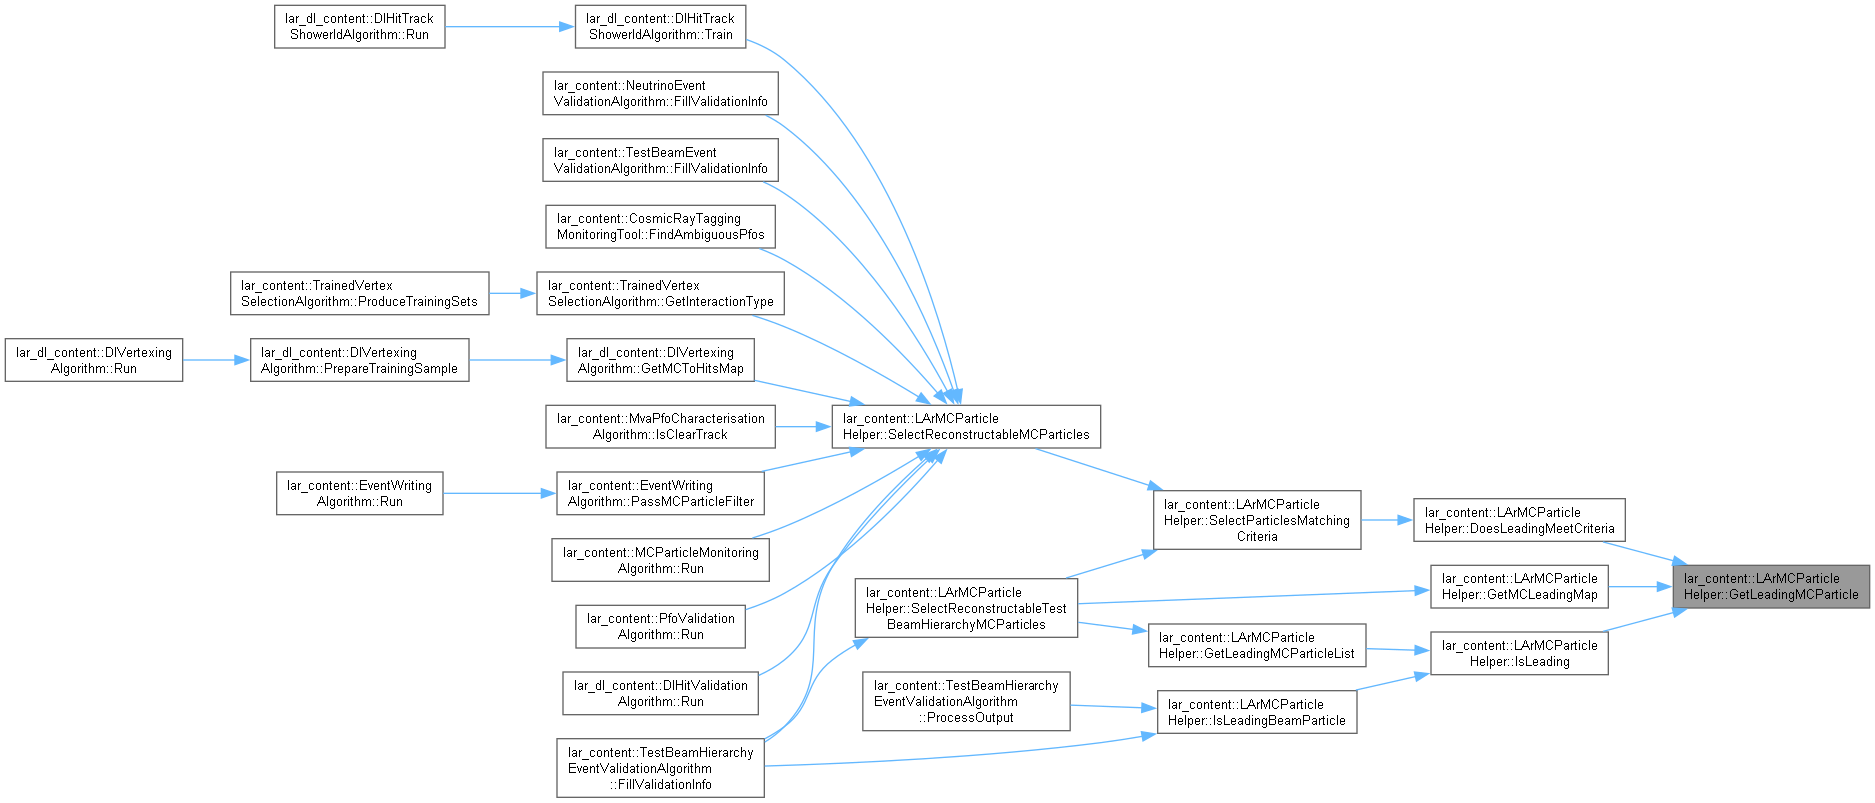 lar_dl_content::DlHitTrack
ShowerIdAlgorithm::Run
lar_dl_content::DlHitTrack
ShowerIdAlgorithm::Train
lar_content::NeutrinoEvent
ValidationAlgorithm::FillValidationInfo
lar_content::TestBeamEvent
ValidationAlgorithm::FillValidationInfo
lar_content::CosmicRayTagging
MonitoringTool::FindAmbiguousPfos
lar_content::TrainedVertex
SelectionAlgorithm::ProduceTrainingSets
lar_content::TrainedVertex
SelectionAlgorithm::GetInteractionType
lar_dl_content::DlVertexing
Algorithm::Run
lar_dl_content::DlVertexing
Algorithm::PrepareTrainingSample
lar_dl_content::DlVertexing
Algorithm::GetMCToHitsMap
lar_content::MvaPfoCharacterisation
Algorithm::IsClearTrack
lar_content::LArMCParticle
Helper::SelectReconstructableMCParticles
lar_content::EventWriting
Algorithm::Run
lar_content::EventWriting
Algorithm::PassMCParticleFilter
lar_content::LArMCParticle
Helper::SelectParticlesMatching
Criteria
lar_content::LArMCParticle
Helper::DoesLeadingMeetCriteria
lar_content::MCParticleMonitoring
Algorithm::Run
lar_content::LArMCParticle
Helper::SelectReconstructableTest
BeamHierarchyMCParticles
lar_content::LArMCParticle
Helper::GetMCLeadingMap
lar_content::LArMCParticle
Helper::GetLeadingMCParticle
lar_content::PfoValidation
Algorithm::Run
lar_content::LArMCParticle
Helper::GetLeadingMCParticleList
lar_content::LArMCParticle
Helper::IsLeading
lar_dl_content::DlHitValidation
Algorithm::Run
lar_content::TestBeamHierarchy
EventValidationAlgorithm
::ProcessOutput
lar_content::LArMCParticle
Helper::IsLeadingBeamParticle
lar_content::TestBeamHierarchy
EventValidationAlgorithm
::FillValidationInfo